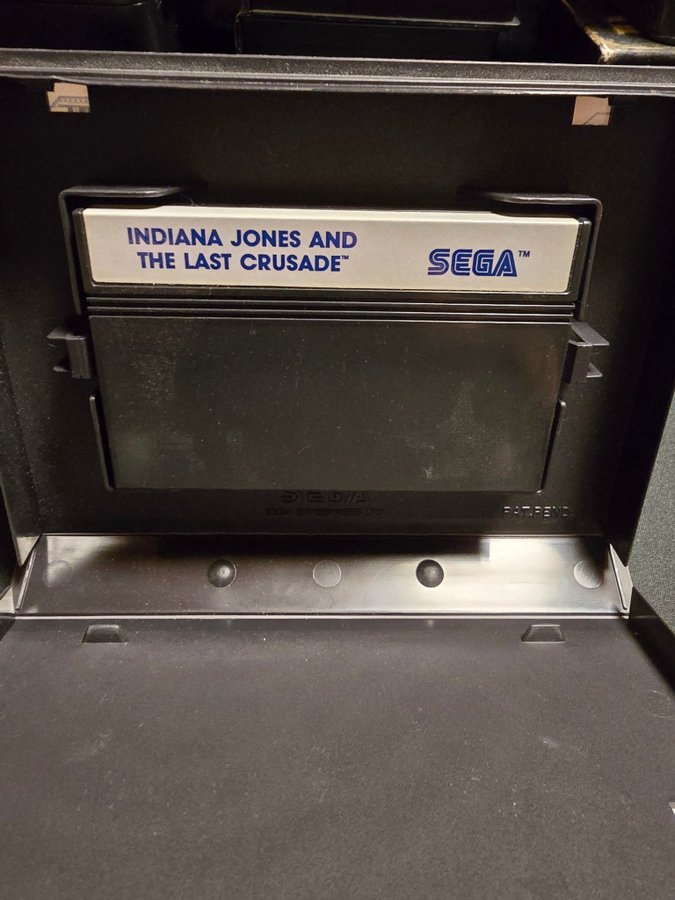 INDIANA JONES AND
THE LAST CRUSADE™
SEGA™
SEGA
SEGA ENTERPRISES LTD
PAT.PEND